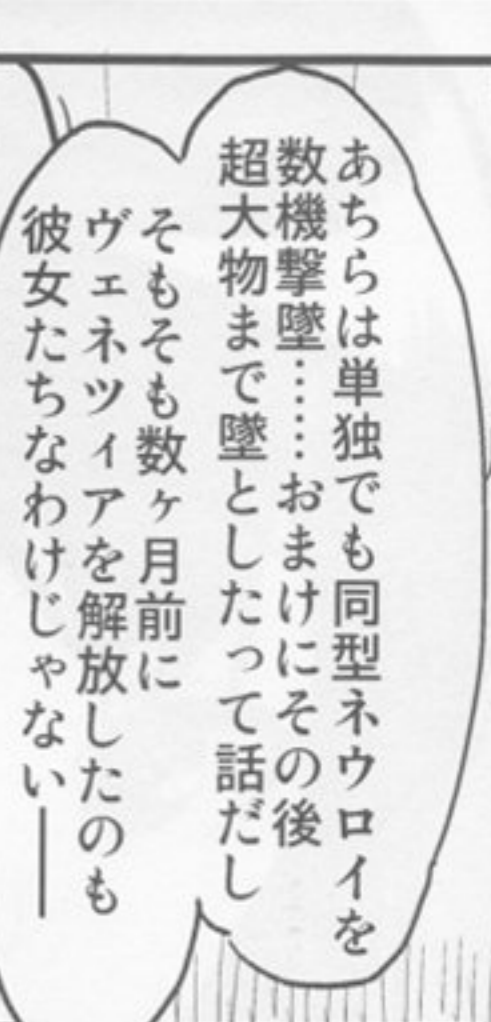 あちらは単独でも同型ネウロイを
数機撃墜……おまけにその後
超大物まで墜としたって話だし
そもそも数ヶ月前に
ヴェネツィアを解放したのも
彼女たちなわけじゃない――